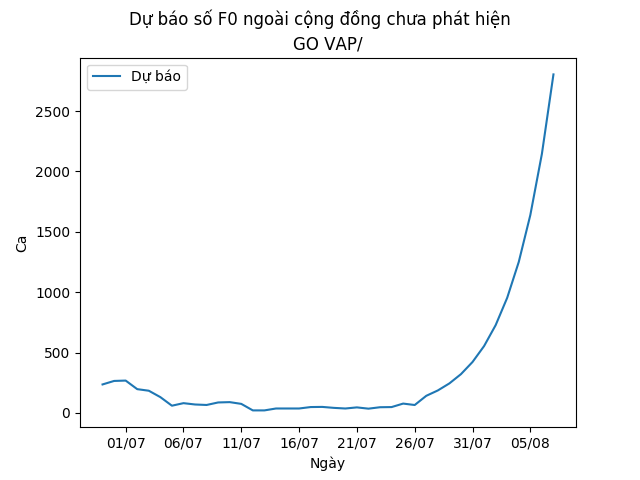 Dự báo số F0 ngoài cộng đồng chưa phát hiện
GO VAP/
Dự báo
2500
2000
1500
1000
500
0
Ca
01/07 06/07 11/07 16/07 21/07 26/07 31/07 05/08
Ngày